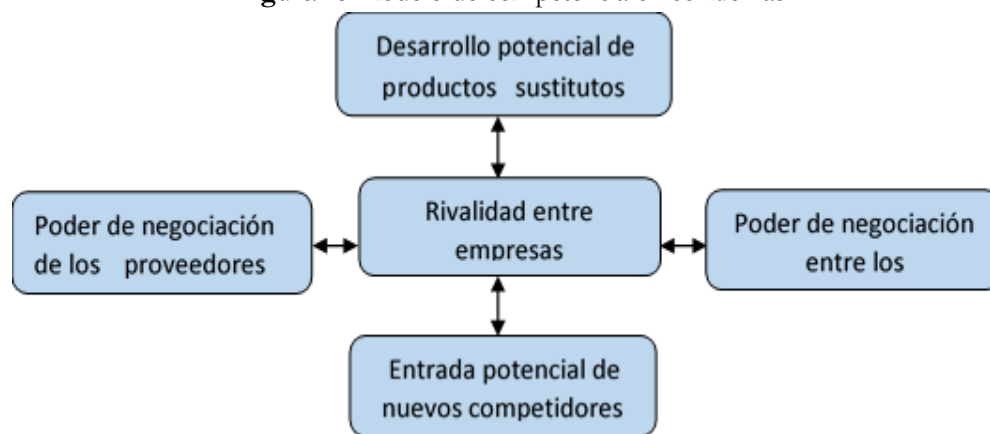 Desarrollo potencial de
productos sustitutos
Rivalidad entre
empresas
Poder de negociación
de los proveedores
Poder de negociación
entre los
Entrada potencial de
nuevos competidores